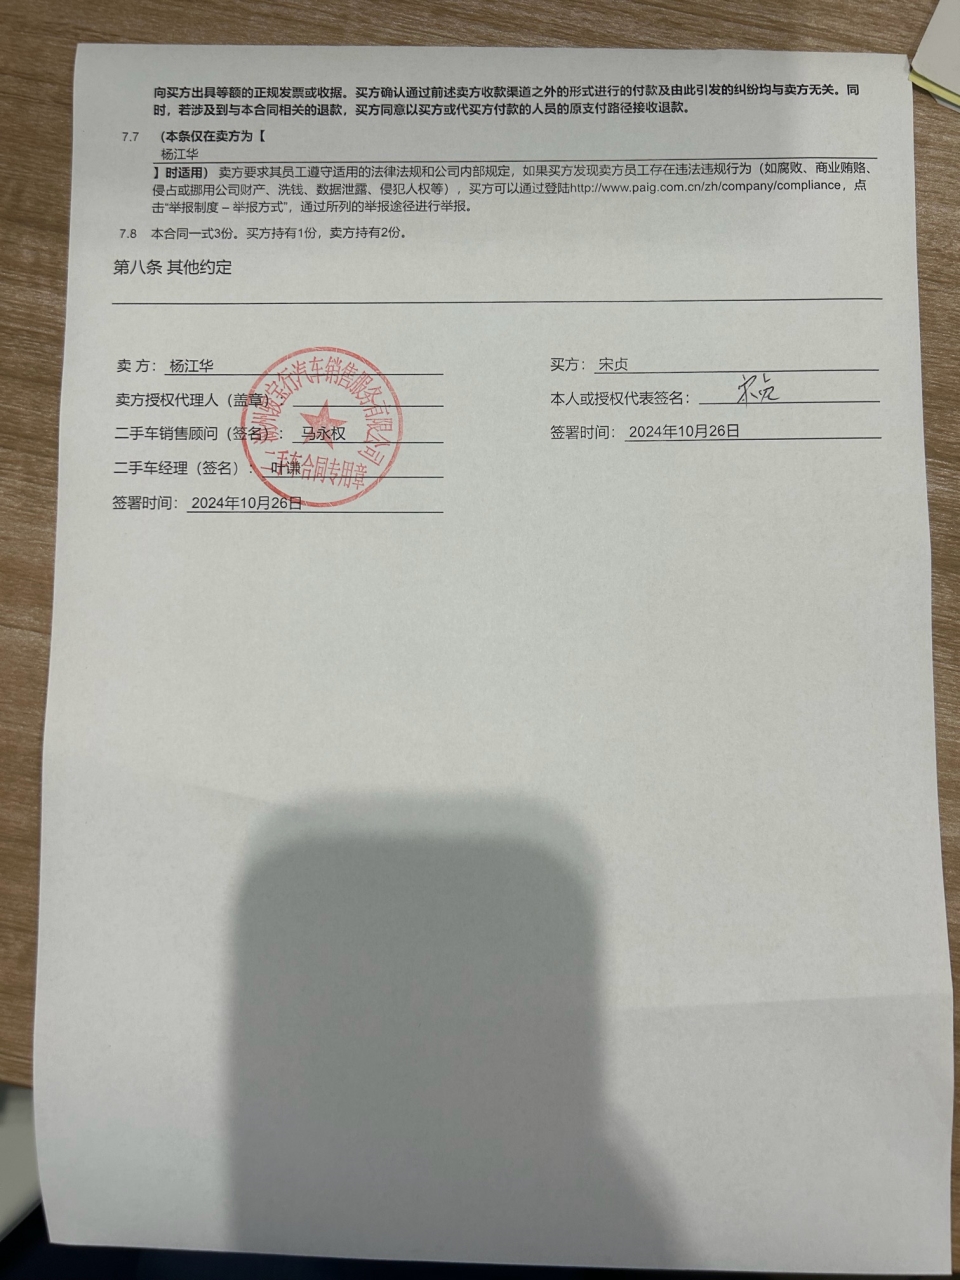 向买方出具等额的正规发票或收据。买方确认通过前述卖方收款渠道之外的形式进行的付款及由此引发的纠纷均与卖方无关。同
时，若涉及到与本合同相关的退款，买方同意以买方或代买方付款的人员的原支付路径接收退款。
7.7 （本条仅在卖方为【
杨江华
】时适用） 卖方要求其员工遵守适用的法律法规和公司内部规定，如果买方发现卖方员工存在违法违规行为（如腐败、商业贿赂、
侵占或挪用公司财产、洗钱、数据泄露、侵犯人权等），买方可以通过登陆http://www.paig.com.cn/zh/company/compliance，点
击“举报制度 – 举报方式”，通过所列的举报途径进行举报。
7.8 本合同一式3份。买方持有1份，卖方持有2份。
第八条 其他约定
卖 方： 杨江华
卖方授权代理人（盖章）：
二手车销售顾问（签名）： 马永权
二手车经理（签名）： 叶谦
签署时间： 2024年10月26日
宝行汽车销售服务有限公司
二手车合同专用章
买方： 宋贞
本人或授权代表签名： 宋贞
签署时间： 2024年10月26日